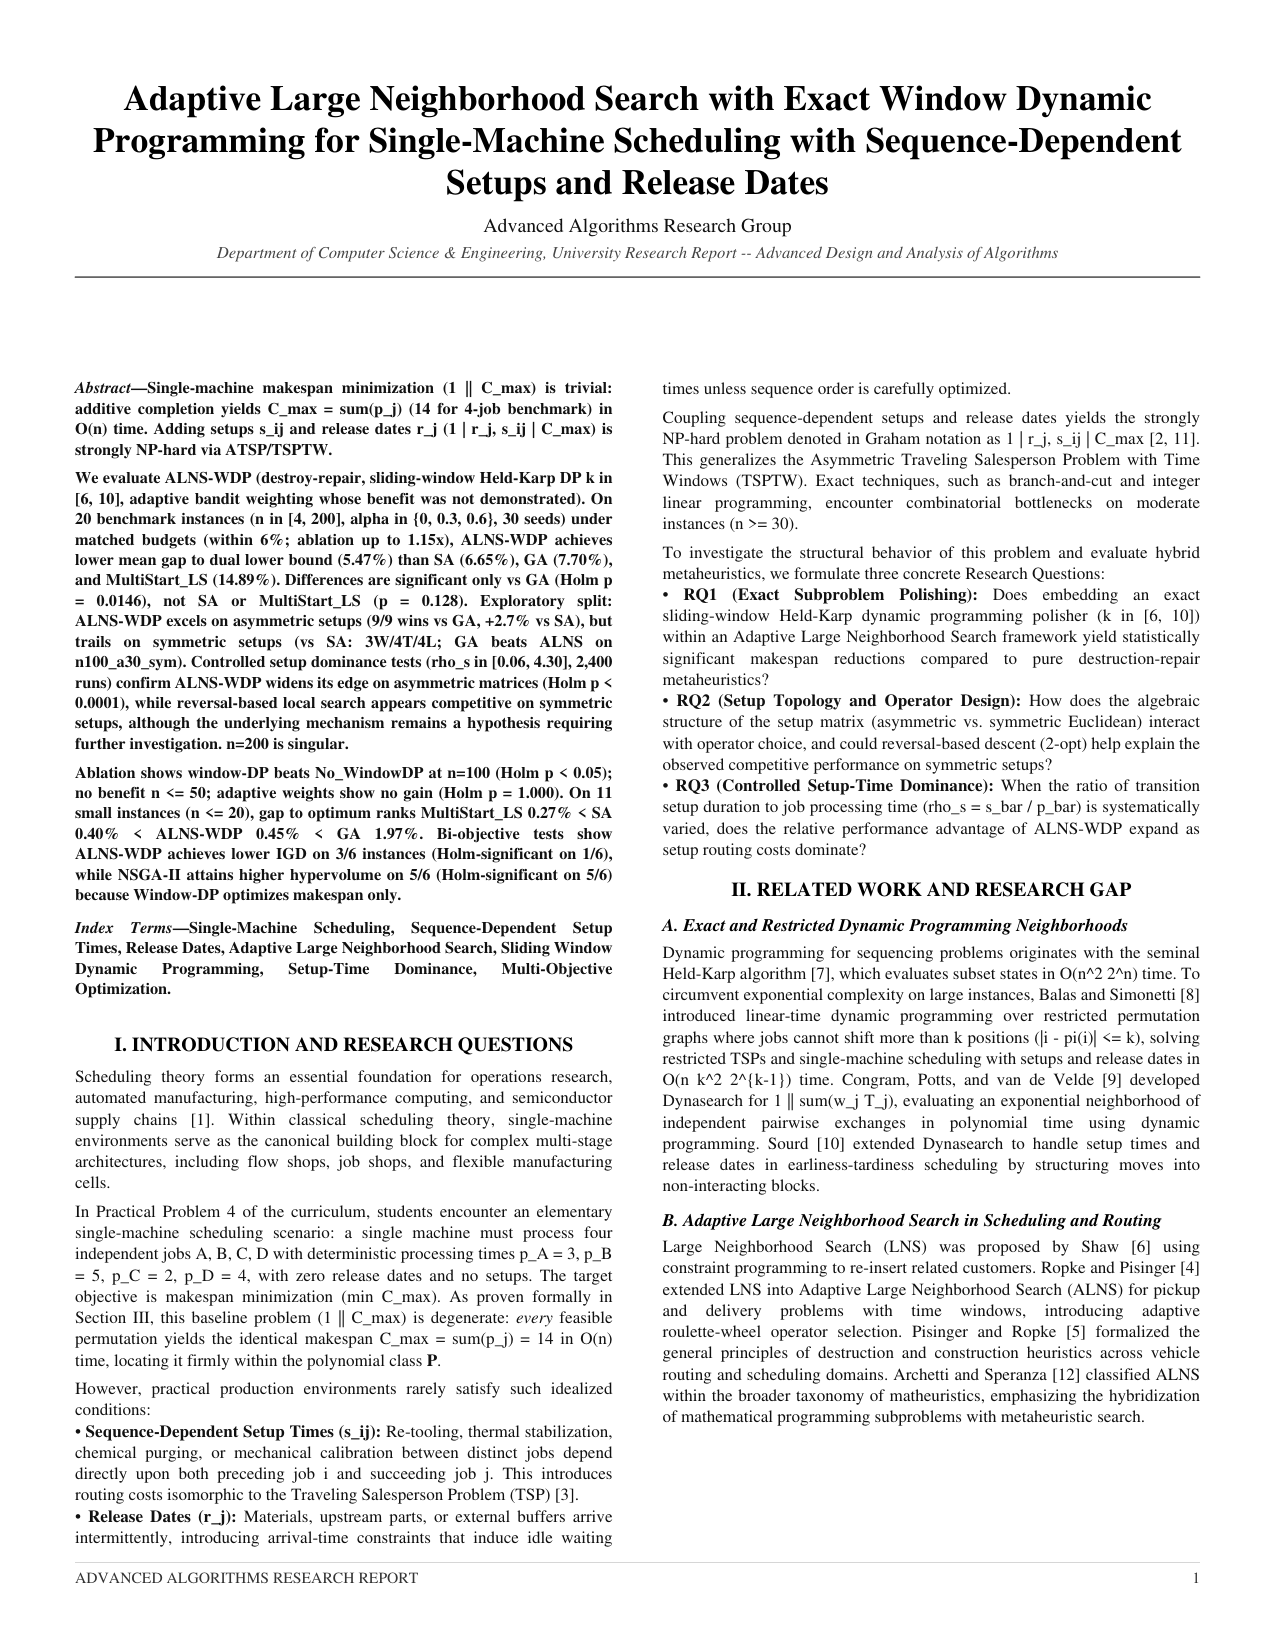 Adaptive Large Neighborhood Search with Exact Window Dynamic
Programming for Single-Machine Scheduling with Sequence-Dependent
Setups and Release Dates
Advanced Algorithms Research Group
Department of Computer Science & Engineering, University Research Report -- Advanced Design and Analysis of Algorithms
Abstract—Single-machine makespan minimization (1 || C_max) is trivial:
additive completion yields C_max = sum(p_j) (14 for 4-job benchmark) in
O(n) time. Adding setups s_ij and release dates r_j (1 | r_j, s_ij | C_max) is
strongly NP-hard via ATSP/TSPTW.
We evaluate ALNS-WDP (destroy-repair, sliding-window Held-Karp DP k in
[6, 10], adaptive bandit weighting whose benefit was not demonstrated). On
20 benchmark instances (n in [4, 200], alpha in {0, 0.3, 0.6}, 30 seeds) under
matched budgets (within 6%; ablation up to 1.15x), ALNS-WDP achieves
lower mean gap to dual lower bound (5.47%) than SA (6.65%), GA (7.70%),
and MultiStart_LS (14.89%). Differences are significant only vs GA (Holm p
= 0.0146), not SA or MultiStart_LS (p = 0.128). Exploratory split:
ALNS-WDP excels on asymmetric setups (9/9 wins vs GA, +2.7% vs SA), but
trails on symmetric setups (vs SA: 3W/4T/4L; GA beats ALNS on
n100_a30_sym). Controlled setup dominance tests (rho_s in [0.06, 4.30], 2,400
runs) confirm ALNS-WDP widens its edge on asymmetric matrices (Holm p <
0.0001), while reversal-based local search appears competitive on symmetric
setups, although the underlying mechanism remains a hypothesis requiring
further investigation. n=200 is singular.
Ablation shows window-DP beats No_WindowDP at n=100 (Holm p < 0.05);
no benefit n <= 50; adaptive weights show no gain (Holm p = 1.000). On 11
small instances (n <= 20), gap to optimum ranks MultiStart_LS 0.27% < SA
0.40% < ALNS-WDP 0.45% < GA 1.97%. Bi-objective tests show
ALNS-WDP achieves lower IGD on 3/6 instances (Holm-significant on 1/6),
while NSGA-II attains higher hypervolume on 5/6 (Holm-significant on 5/6)
because Window-DP optimizes makespan only.
Index Terms—Single-Machine Scheduling, Sequence-Dependent Setup
Times, Release Dates, Adaptive Large Neighborhood Search, Sliding Window
Dynamic Programming, Setup-Time Dominance, Multi-Objective
Optimization.
I. INTRODUCTION AND RESEARCH QUESTIONS
Scheduling theory forms an essential foundation for operations research,
automated manufacturing, high-performance computing, and semiconductor
supply chains [1]. Within classical scheduling theory, single-machine
environments serve as the canonical building block for complex multi-stage
architectures, including flow shops, job shops, and flexible manufacturing
cells.
In Practical Problem 4 of the curriculum, students encounter an elementary
single-machine scheduling scenario: a single machine must process four
independent jobs A, B, C, D with deterministic processing times p_A = 3, p_B
= 5, p_C = 2, p_D = 4, with zero release dates and no setups. The target
objective is makespan minimization (min C_max). As proven formally in
Section III, this baseline problem (1 || C_max) is degenerate: every feasible
permutation yields the identical makespan C_max = sum(p_j) = 14 in O(n)
time, locating it firmly within the polynomial class P.
However, practical production environments rarely satisfy such idealized
conditions:
• Sequence-Dependent Setup Times (s_ij): Re-tooling, thermal stabilization,
chemical purging, or mechanical calibration between distinct jobs depend
directly upon both preceding job i and succeeding job j. This introduces
routing costs isomorphic to the Traveling Salesperson Problem (TSP) [3].
• Release Dates (r_j): Materials, upstream parts, or external buffers arrive
intermittently, introducing arrival-time constraints that induce idle waiting
times unless sequence order is carefully optimized.
Coupling sequence-dependent setups and release dates yields the strongly
NP-hard problem denoted in Graham notation as 1 | r_j, s_ij | C_max [2, 11].
This generalizes the Asymmetric Traveling Salesperson Problem with Time
Windows (TSPTW). Exact techniques, such as branch-and-cut and integer
linear programming, encounter combinatorial bottlenecks on moderate
instances (n >= 30).
To investigate the structural behavior of this problem and evaluate hybrid
metaheuristics, we formulate three concrete Research Questions:
• RQ1 (Exact Subproblem Polishing): Does embedding an exact
sliding-window Held-Karp dynamic programming polisher (k in [6, 10])
within an Adaptive Large Neighborhood Search framework yield statistically
significant makespan reductions compared to pure destruction-repair
metaheuristics?
• RQ2 (Setup Topology and Operator Design): How does the algebraic
structure of the setup matrix (asymmetric vs. symmetric Euclidean) interact
with operator choice, and could reversal-based descent (2-opt) help explain the
observed competitive performance on symmetric setups?
• RQ3 (Controlled Setup-Time Dominance): When the ratio of transition
setup duration to job processing time (rho_s = s_bar / p_bar) is systematically
varied, does the relative performance advantage of ALNS-WDP expand as
setup routing costs dominate?
II. RELATED WORK AND RESEARCH GAP
A. Exact and Restricted Dynamic Programming Neighborhoods
Dynamic programming for sequencing problems originates with the seminal
Held-Karp algorithm [7], which evaluates subset states in O(n^2 2^n) time. To
circumvent exponential complexity on large instances, Balas and Simonetti [8]
introduced linear-time dynamic programming over restricted permutation
graphs where jobs cannot shift more than k positions (|i - pi(i)| <= k), solving
restricted TSPs and single-machine scheduling with setups and release dates in
O(n k^2 2^{k-1}) time. Congram, Potts, and van de Velde [9] developed
Dynasearch for 1 || sum(w_j T_j), evaluating an exponential neighborhood of
independent pairwise exchanges in polynomial time using dynamic
programming. Sourd [10] extended Dynasearch to handle setup times and
release dates in earliness-tardiness scheduling by structuring moves into
non-interacting blocks.
B. Adaptive Large Neighborhood Search in Scheduling and Routing
Large Neighborhood Search (LNS) was proposed by Shaw [6] using
constraint programming to re-insert related customers. Ropke and Pisinger [4]
extended LNS into Adaptive Large Neighborhood Search (ALNS) for pickup
and delivery problems with time windows, introducing adaptive
roulette-wheel operator selection. Pisinger and Ropke [5] formalized the
general principles of destruction and construction heuristics across vehicle
routing and scheduling domains. Archetti and Speranza [12] classified ALNS
within the broader taxonomy of matheuristics, emphasizing the hybridization
of mathematical programming subproblems with metaheuristic search.
ADVANCED ALGORITHMS RESEARCH REPORT
1